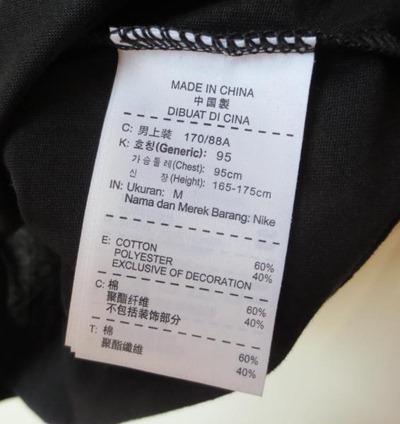 MADE IN CHINA
中国製
DIBUAT DI CINA
C: 男上裝 170/88A
K: 호칭(Generic): 95
가슴둘레(Chest): 95cm
신 장(Height): 165-175cm
IN: Ukuran: M
Nama dan Merek Barang: Nike
E: COTTON 60%
POLYESTER 40%
EXCLUSIVE OF DECORATION
C: 棉 60%
聚酯纤维 40%
不包括装饰部分
T: 棉 60%
聚酯纖維 40%